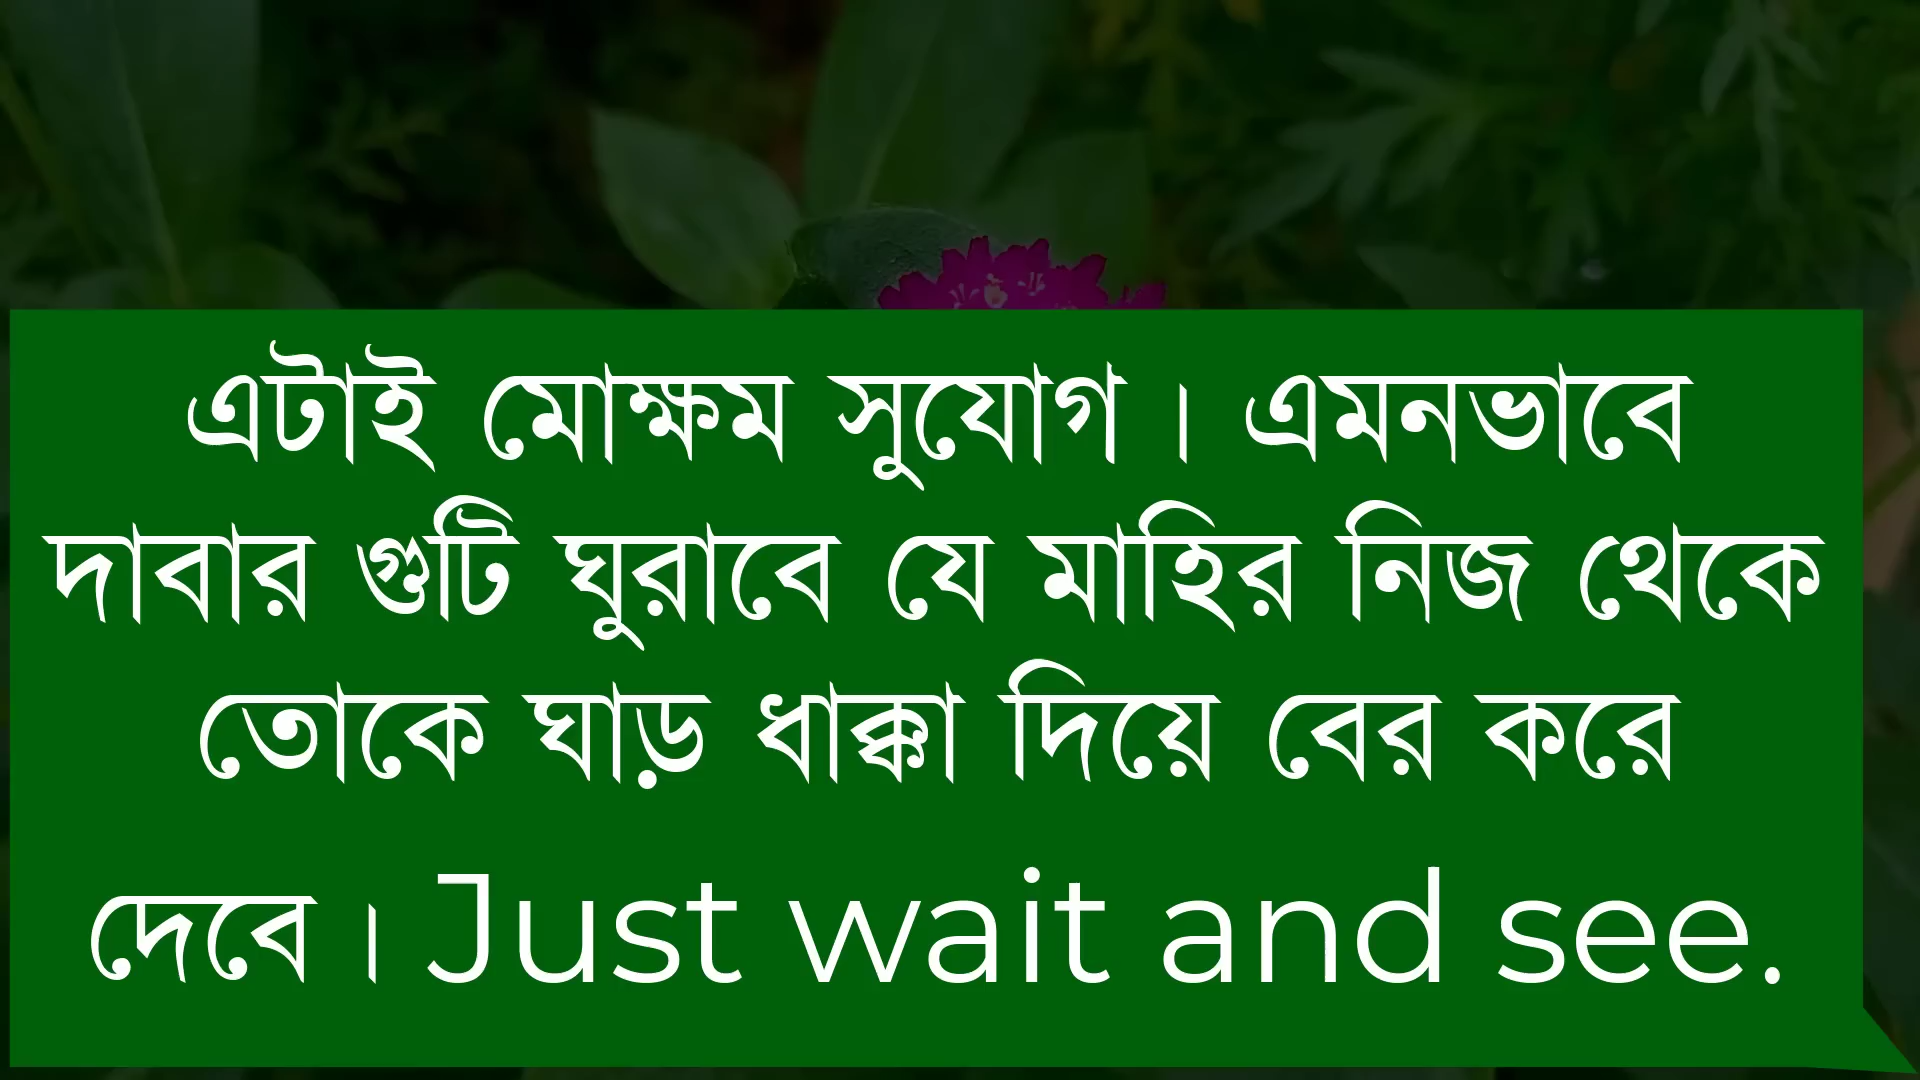 এটাই মোক্ষম সুযোগ। এমনভাবে
দাবার গুটি ঘুরাবে যে মাহির নিজ থেকে
তোকে ঘাড় ধাক্কা দিয়ে বের করে
দেবে। Just wait and see.